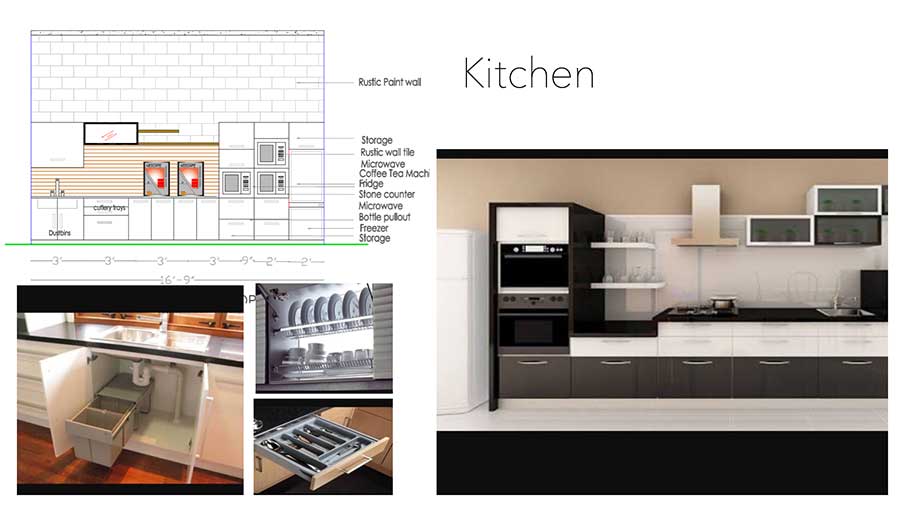 Kitchen
Rustic Paint wall
Storage
Rustic wall tile
Microwave
Coffee Tea Machi
Fridge
Stone counter
Microwave
Bottle pullout
Freezer
Storage
cutlery trays
Dustbins
3' 3' 3' 3' 9" 2' 2'
16'-9"
OP